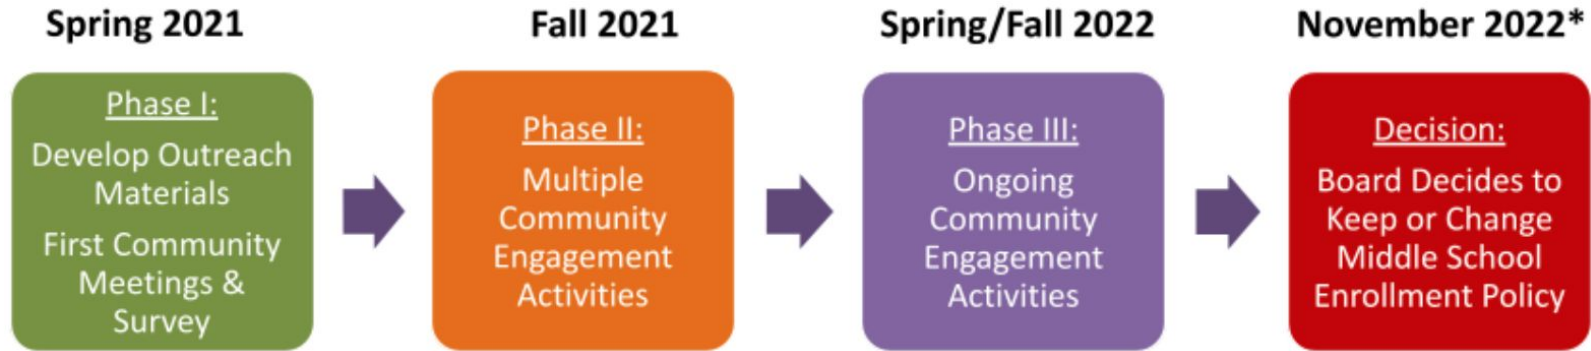 Spring 2021
Phase I:
Develop Outreach
Materials
First Community
Meetings &
Survey
Fall 2021
Phase II:
Multiple
Community
Engagement
Activities
Spring/Fall 2022
Phase III:
Ongoing
Community
Engagement
Activities
November 2022*
Decision:
Board Decides to
Keep or Change
Middle School
Enrollment Policy